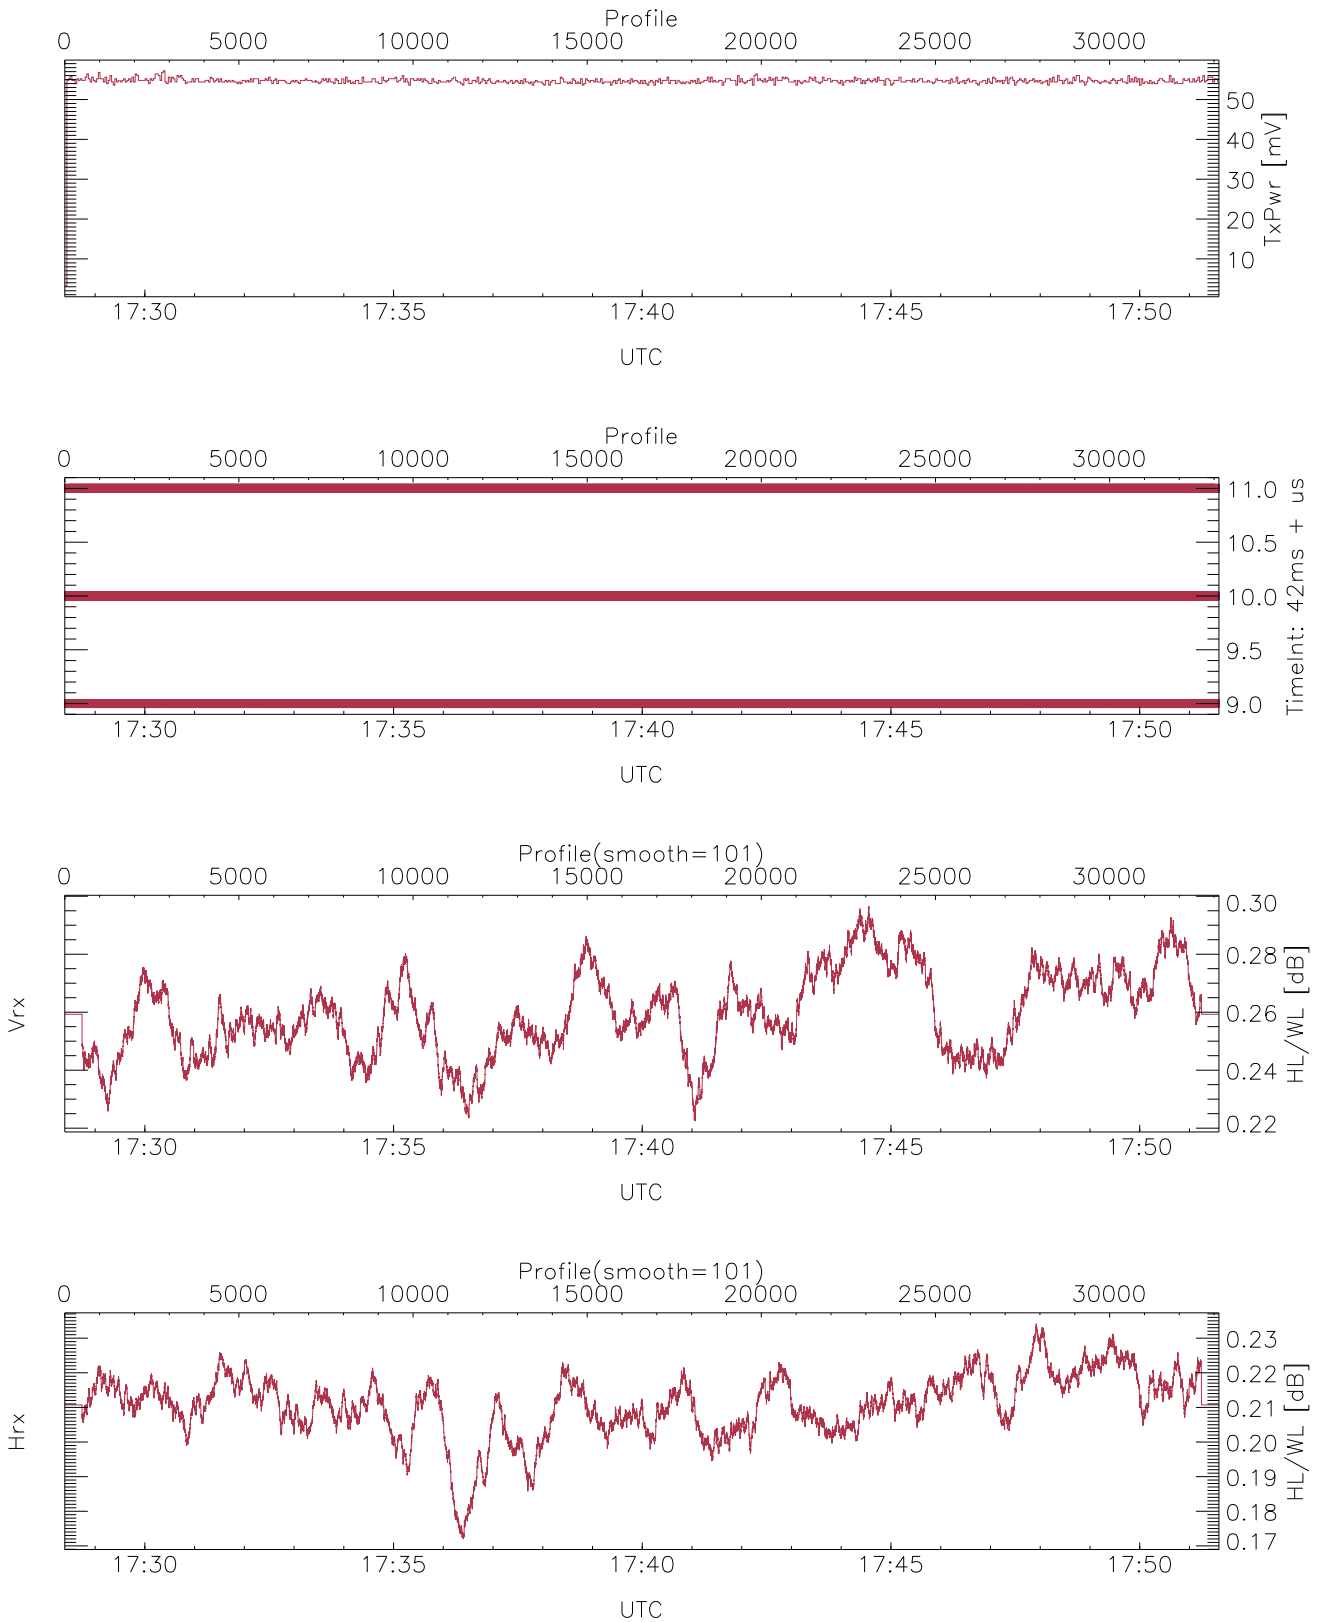 Profile
0 5000 10000 15000 20000 25000 30000
50
40
30
20
10
TxPwr [mV]
17:30 17:35 17:40 17:45 17:50
UTC
Profile
0 5000 10000 15000 20000 25000 30000
11.0
10.5
10.0
9.5
9.0
TimeInt: 42ms + us
17:30 17:35 17:40 17:45 17:50
UTC
Profile(smooth=101)
0 5000 10000 15000 20000 25000 30000
Vrx
0.30
0.28
0.26
0.24
0.22
HL/WL [dB]
17:30 17:35 17:40 17:45 17:50
UTC
Profile(smooth=101)
0 5000 10000 15000 20000 25000 30000
Hrx
0.23
0.22
0.21
0.20
0.19
0.18
0.17
HL/WL [dB]
17:30 17:35 17:40 17:45 17:50
UTC